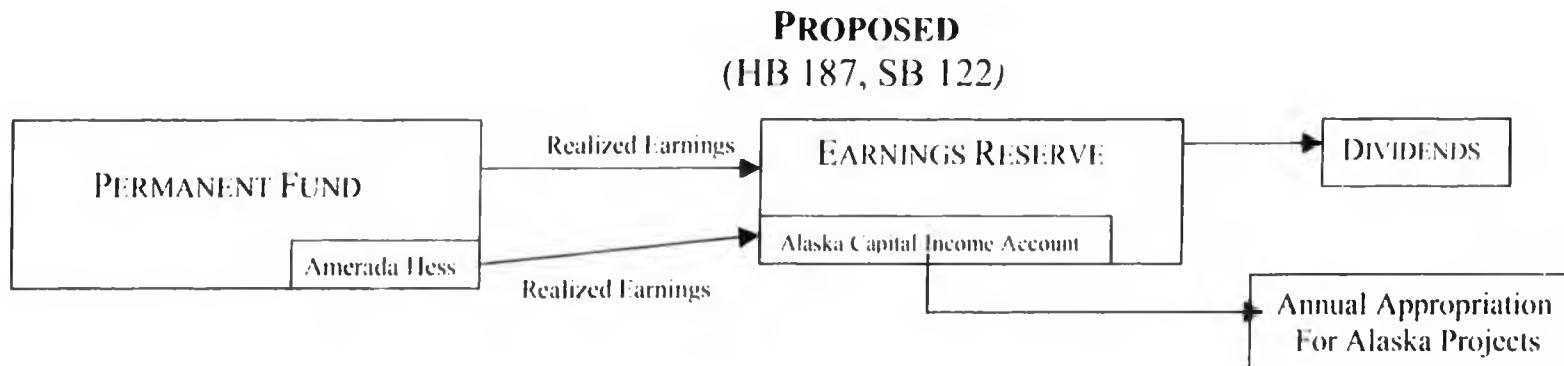 PROPOSED
(HB 187, SB 122)
Realized Earnings
EARNINGS RESERVE
DIVIDENDS
PERMANENT FUND
Alaska Capital Income Account
Amerada Hess
Realized Earnings
Annual Appropriation
For Alaska Projects